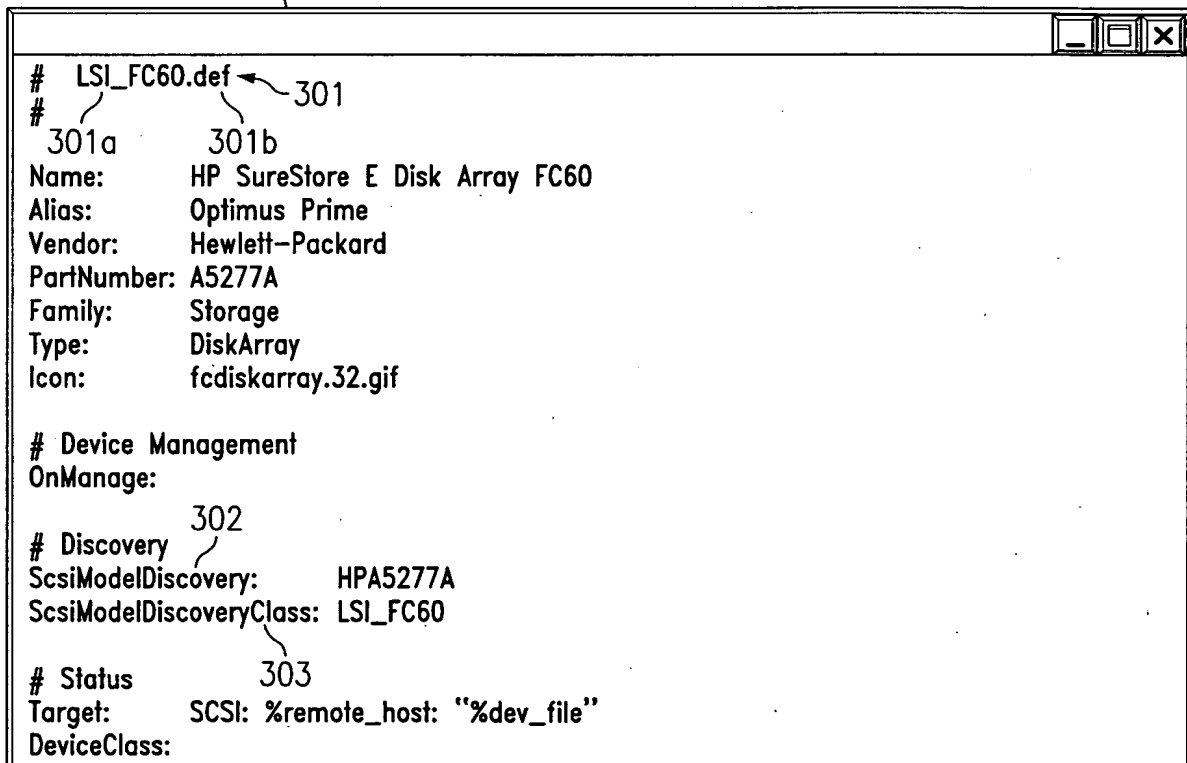 # LSI_FC60.def 301
#
301a 301b
Name: HP SureStore E Disk Array FC60
Alias: Optimus Prime
Vendor: Hewlett-Packard
PartNumber: A5277A
Family: Storage
Type: DiskArray
Icon: fcdiskarray.32.gif
# Device Management
OnManage:
302
# Discovery
ScsiModelDiscovery: HPA5277A
ScsiModelDiscoveryClass: LSI_FC60
303
# Status
Target: SCSI: %remote_host: “%dev_file”
DeviceClass: